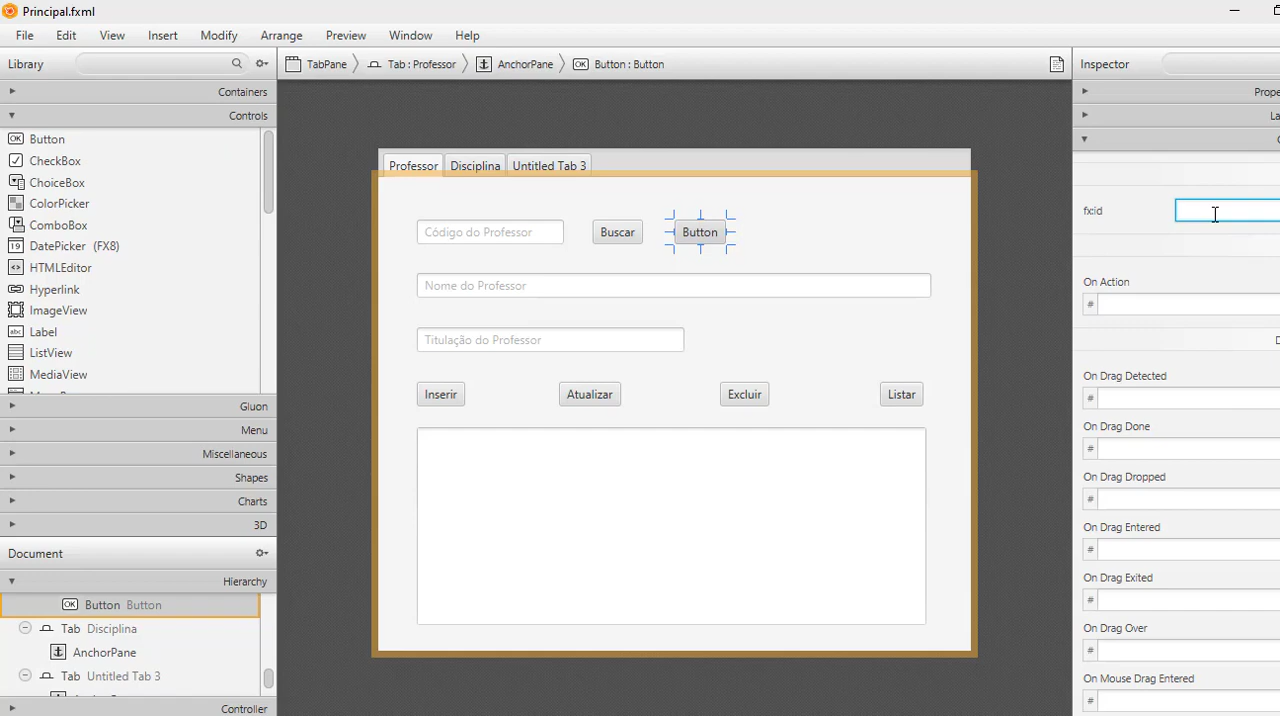 Principal.fxml
File Edit View Insert Modify Arrange Preview Window Help
Library
TabPane Tab : Professor AnchorPane Button : Button
Inspector
Containers
Controls
Button
CheckBox
ChoiceBox
ColorPicker
ComboBox
DatePicker (FX8)
HTMLEditor
Hyperlink
ImageView
Label
ListView
MediaView
Gluon
Menu
Miscellaneous
Shapes
Charts
3D
Document
Hierarchy
Button Button
Tab Disciplina
AnchorPane
Tab Untitled Tab 3
Controller
Professor Disciplina Untitled Tab 3
Código do Professor Buscar Button
Nome do Professor
Titulação do Professor
Inserir Atualizar Excluir Listar
Prope
La
fx:id
On Action
#
On Drag Detected
#
On Drag Done
#
On Drag Dropped
#
On Drag Entered
#
On Drag Exited
#
On Drag Over
#
On Mouse Drag Entered
#